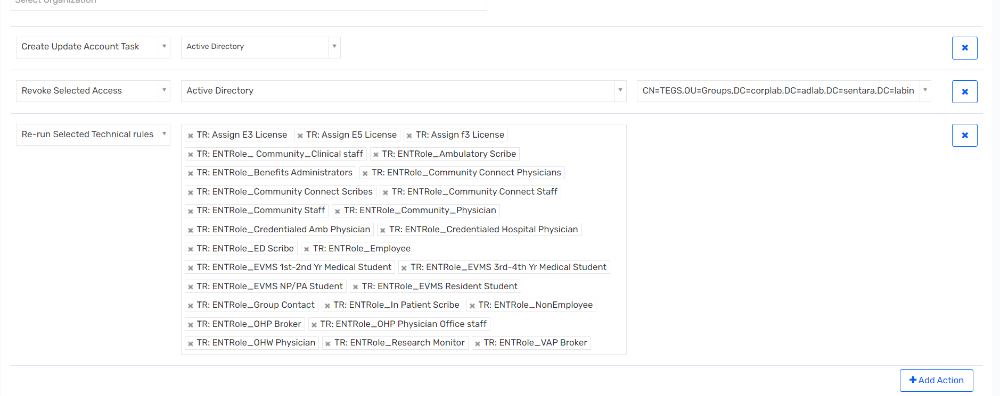 Select Organization
Create Update Account Task Active Directory
Revoke Selected Access Active Directory CN=TEGS,OU=Groups,DC=corplab,DC=adlab,DC=sentara,DC=labin
Re-run Selected Technical rules TR: Assign E3 License TR: Assign E5 License TR: Assign f3 License
TR: ENTRole_ Community_Clinical staff TR: ENTRole_Ambulatory Scribe
TR: ENTRole_Benefits Administrators TR: ENTRole_Community Connect Physicians
TR: ENTRole_Community Connect Scribes TR: ENTRole_Community Connect Staff
TR: ENTRole_Community Staff TR: ENTRole_Community_Physician
TR: ENTRole_Credentialed Amb Physician TR: ENTRole_Credentialed Hospital Physician
TR: ENTRole_ED Scribe TR: ENTRole_Employee
TR: ENTRole_EVMS 1st-2nd Yr Medical Student TR: ENTRole_EVMS 3rd-4th Yr Medical Student
TR: ENTRole_EVMS NP/PA Student TR: ENTRole_EVMS Resident Student
TR: ENTRole_Group Contact TR: ENTRole_In Patient Scribe TR: ENTRole_NonEmployee
TR: ENTRole_OHP Broker TR: ENTRole_OHP Physician Office staff
TR: ENTRole_OHW Physician TR: ENTRole_Research Monitor TR: ENTRole_VAP Broker
Add Action